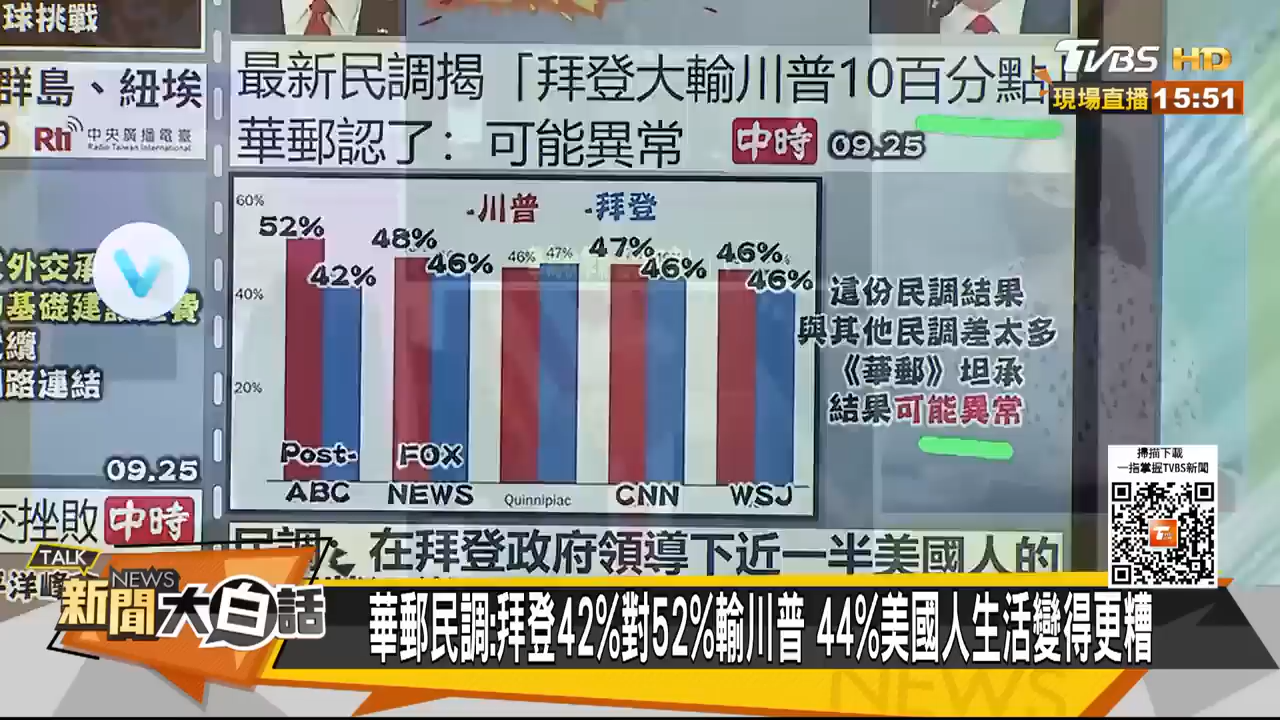 球挑戰
TVBS HD
現場直播 15:51
群島、紐埃
Rti 中央廣播電臺
Radio Taiwan International
最新民調揭「拜登大輸川普10百分點
華郵認了：可能異常 中時 09.25
60%
40%
20%
-川普 -拜登
52% 42%
48% 46%
46% 47%
47% 46%
46% 46%
Post-ABC
FOX NEWS
Quinnipiac
CNN
WSJ
這份民調結果
與其他民調差太多
《華郵》坦承
結果可能異常
外交承
基礎建
費
纜
路連結
09.25
挫敗 中時
掃描下載
一指掌握TVBS新聞
民調：在拜登政府領導下近一半美國人的
TALK NEWS
新聞大白話
華郵民調:拜登42%對52%輸川普 44%美國人生活變得更糟
NEWS